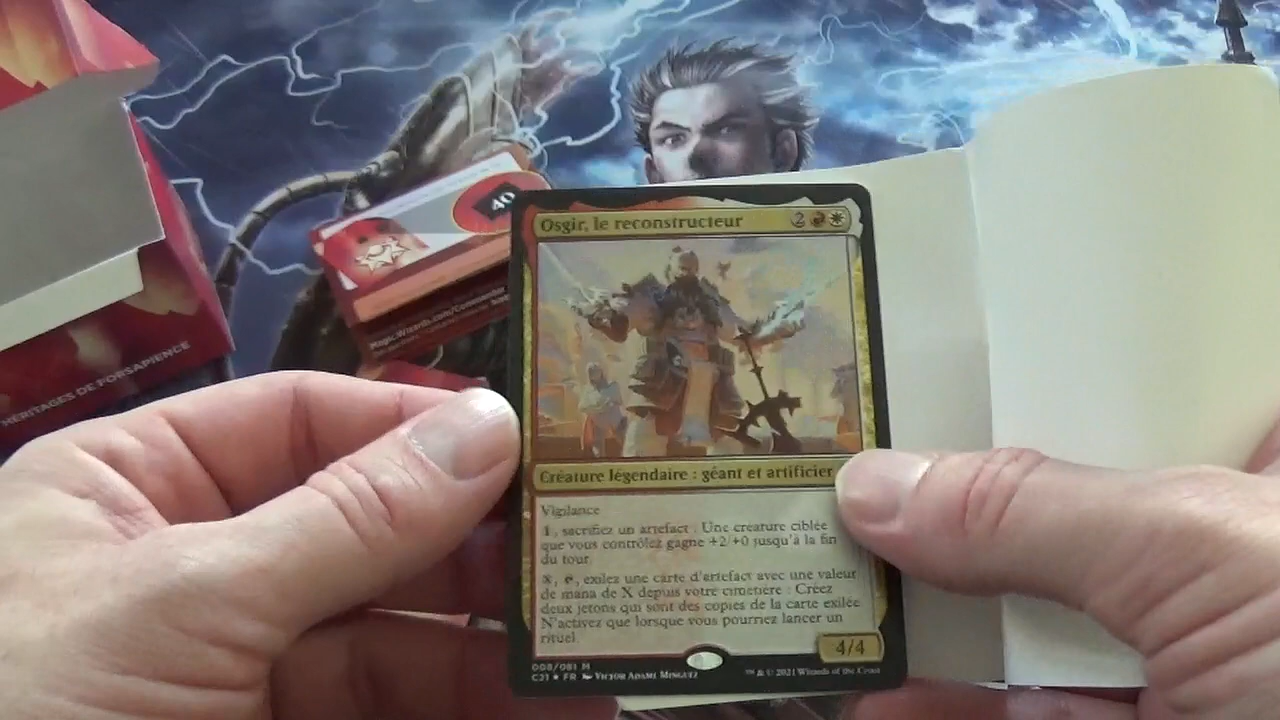 40
Magic.Wizards.com/Commander
HÉRITAGES DE FORSAPIENCE
Osgir, le reconstructeur 2
Créature légendaire : géant et artificier
Vigilance
1, sacrifiez un artefact : Une créature ciblée
que vous contrôlez gagne +2/+0 jusqu'à la fin
du tour.
X, T, exilez une carte d'artefact avec une valeur
de mana de X depuis votre cimetière : Créez
deux jetons qui sont des copies de la carte exilée.
N'activez que lorsque vous pourriez lancer un
rituel.
4/4
008/081 M
C21 ★ FR Victor Adame Minguez
™ & © 2021 Wizards of the Coast